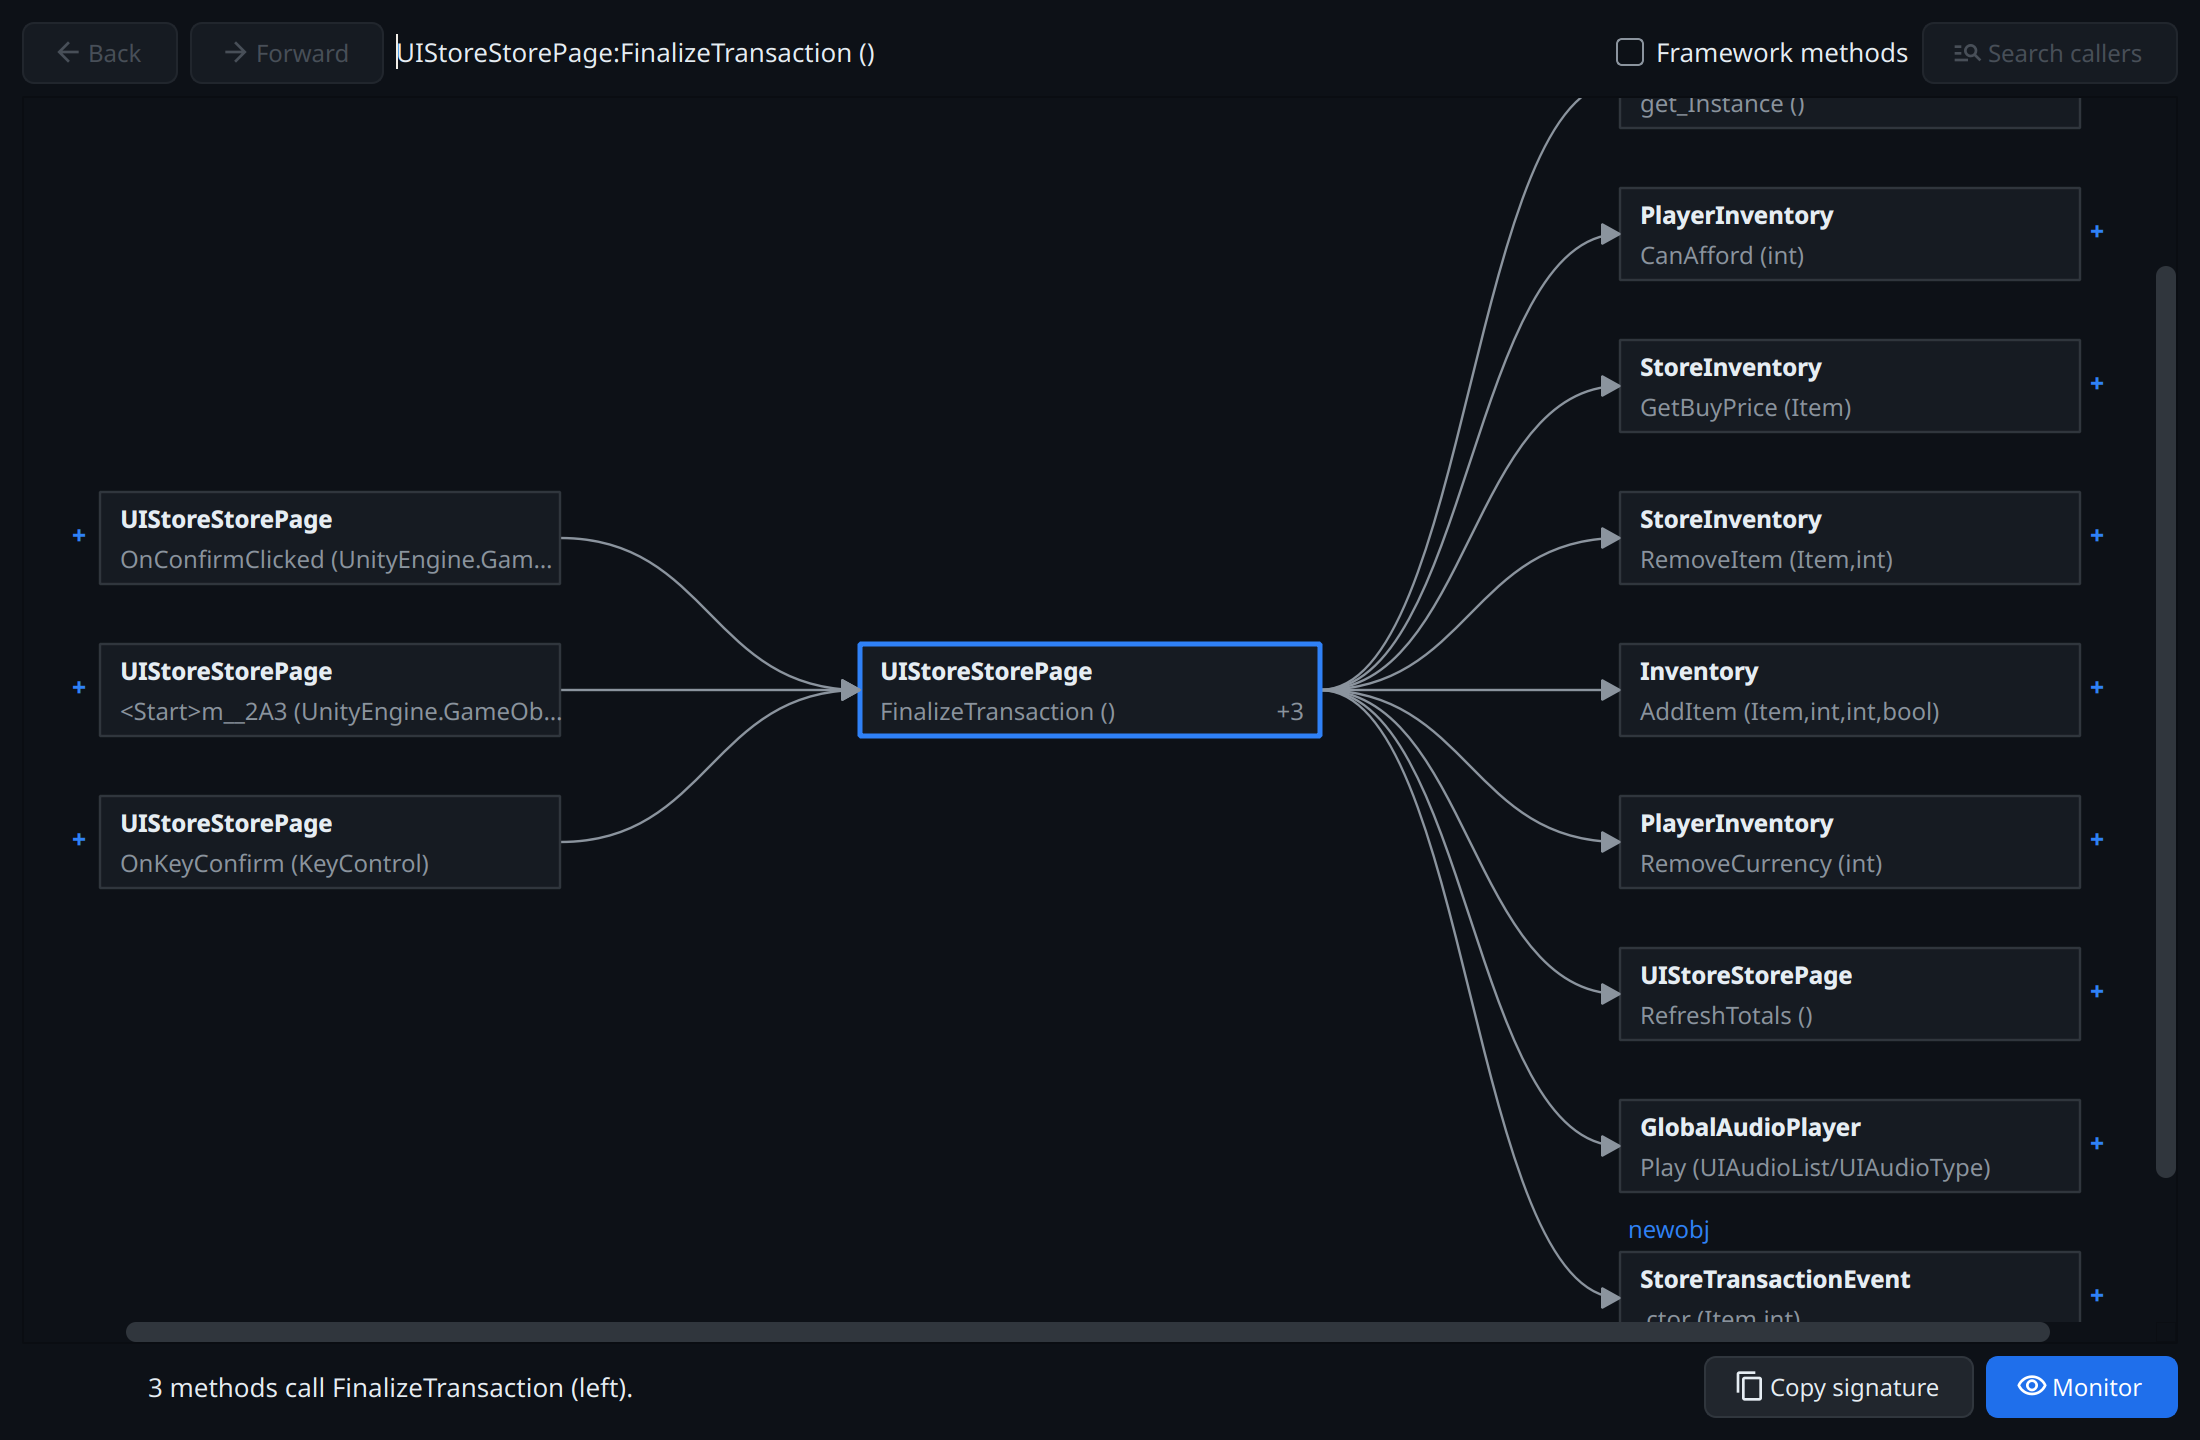 Back
Forward
UIStoreStorePage:FinalizeTransaction ()
Framework methods
Search callers
get_Instance ()
PlayerInventory
CanAfford (int)
+
StoreInventory
GetBuyPrice (Item)
+
+
UIStoreStorePage
OnConfirmClicked (UnityEngine.Gam...
StoreInventory
RemoveItem (Item,int)
+
+
UIStoreStorePage
<Start>m__2A3 (UnityEngine.GameOb...
UIStoreStorePage
FinalizeTransaction ()
+3
Inventory
AddItem (Item,int,int,bool)
+
+
UIStoreStorePage
OnKeyConfirm (KeyControl)
PlayerInventory
RemoveCurrency (int)
+
UIStoreStorePage
RefreshTotals ()
+
GlobalAudioPlayer
Play (UIAudioList/UIAudioType)
+
newobj
StoreTransactionEvent
.ctor (Item,int)
+
3 methods call FinalizeTransaction (left).
Copy signature
Monitor